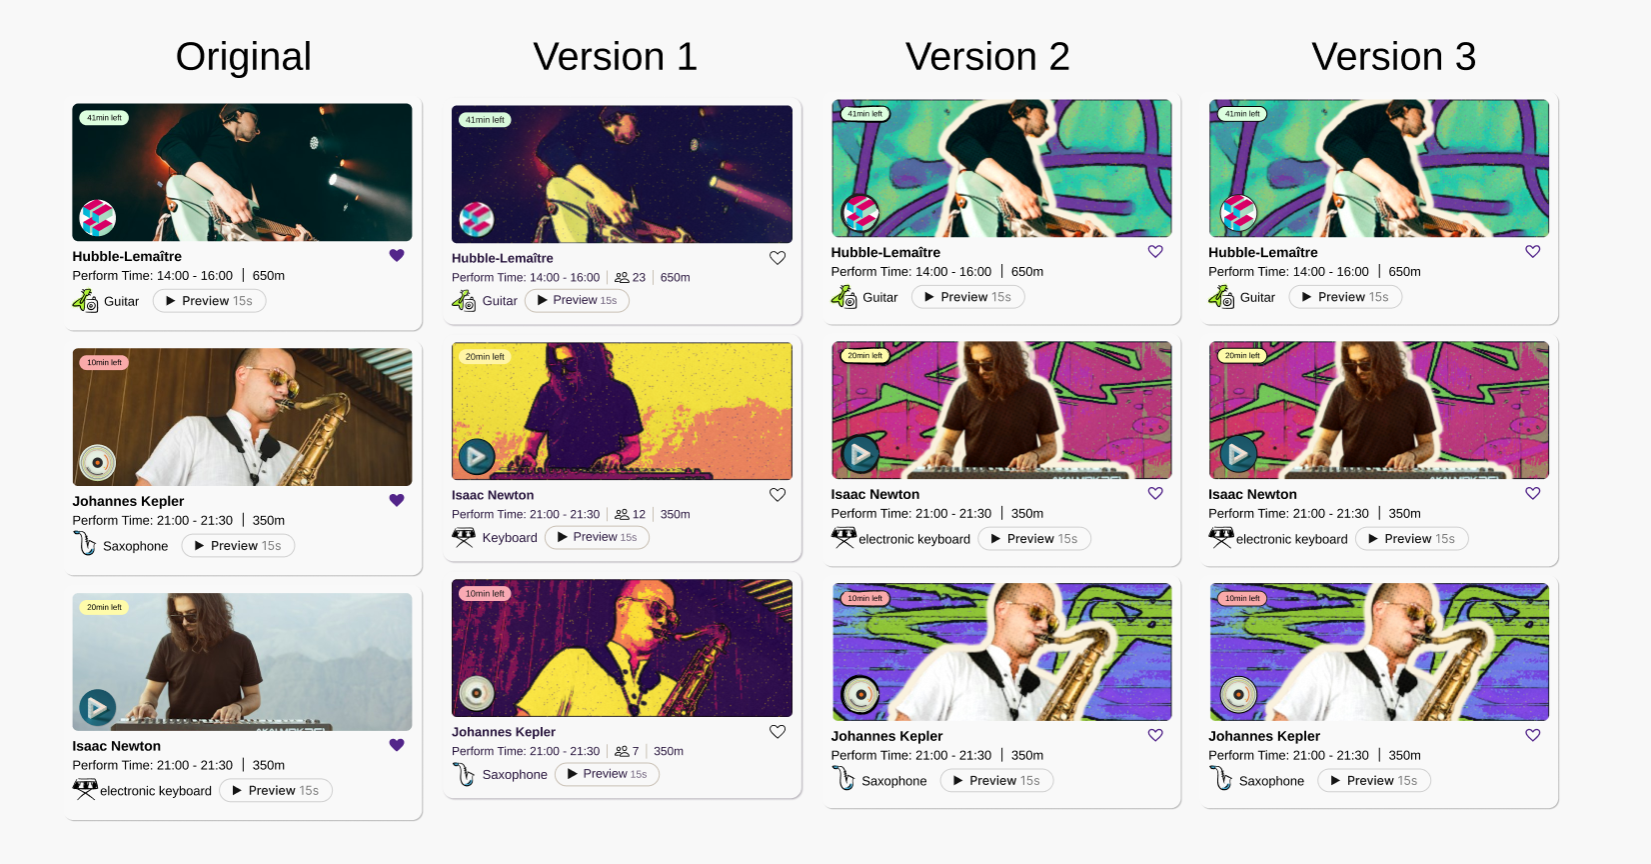 Original
41min left
Hubble-Lemaître
Perform Time: 14:00 - 16:00 | 650m
Guitar Preview 15s
10min left
Johannes Kepler
Perform Time: 21:00 - 21:30 | 350m
Saxophone Preview 15s
20min left
Isaac Newton
Perform Time: 21:00 - 21:30 | 350m
electronic keyboard Preview 15s
Version 1
41min left
Hubble-Lemaître
Perform Time: 14:00 - 16:00 | 23 | 650m
Guitar Preview 15s
20min left
Isaac Newton
Perform Time: 21:00 - 21:30 | 12 | 350m
Keyboard Preview 15s
10min left
Johannes Kepler
Perform Time: 21:00 - 21:30 | 7 | 350m
Saxophone Preview 15s
Version 2
41min left
Hubble-Lemaître
Perform Time: 14:00 - 16:00 | 650m
Guitar Preview 15s
20min left
Isaac Newton
Perform Time: 21:00 - 21:30 | 350m
electronic keyboard Preview 15s
10min left
Johannes Kepler
Perform Time: 21:00 - 21:30 | 350m
Saxophone Preview 15s
Version 3
41min left
Hubble-Lemaître
Perform Time: 14:00 - 16:00 | 650m
Guitar Preview 15s
20min left
Isaac Newton
Perform Time: 21:00 - 21:30 | 350m
electronic keyboard Preview 15s
10min left
Johannes Kepler
Perform Time: 21:00 - 21:30 | 350m
Saxophone Preview 15s